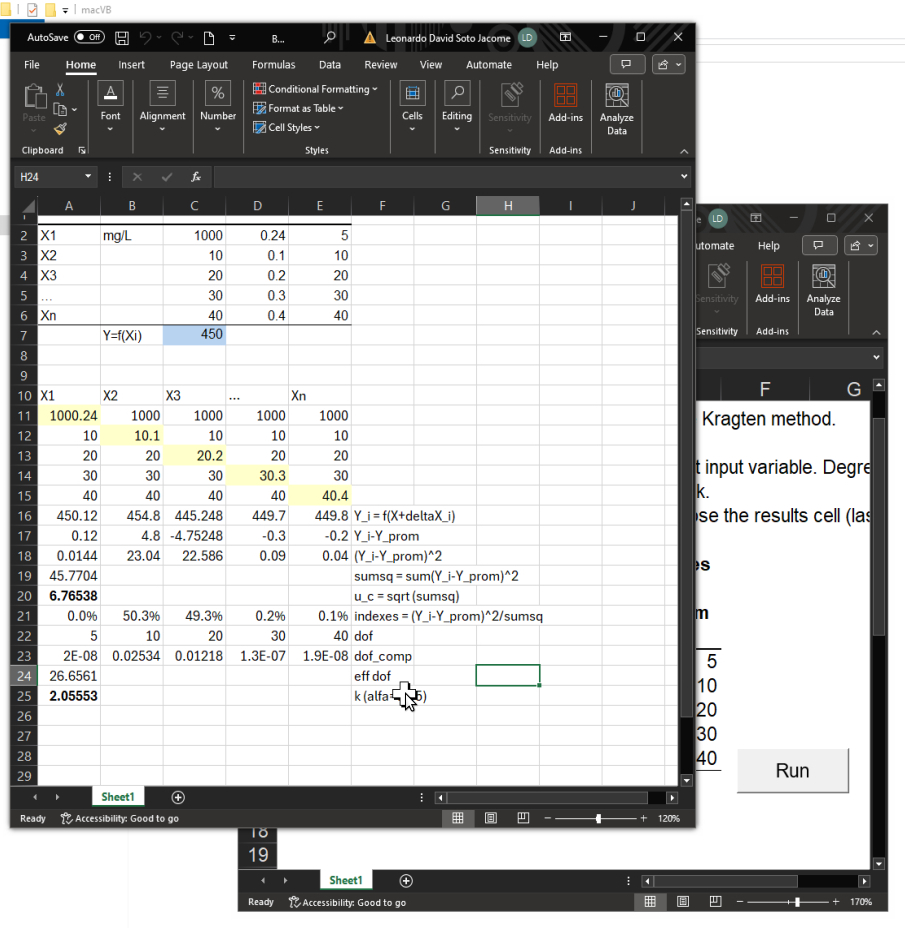 macVB
AutoSave Off B... Leonardo David Soto Jacome LD
File Home Insert Page Layout Formulas Data Review View Automate Help
Paste Font Alignment Number Conditional Formatting Cells Editing Sensitivity Add-ins Analyze Data
Format as Table
Cell Styles
Clipboard Styles Sensitivity Add-ins
H24 fx
A B C D E F G H I J
2 X1 mg/L 1000 0.24 5
3 X2 10 0.1 10
4 X3 20 0.2 20
5 ... 30 0.3 30
6 Xn 40 0.4 40
7 Y=f(Xi) 450
8
9
10 X1 X2 X3 ... Xn
11 1000.24 1000 1000 1000 1000
12 10 10.1 10 10 10
13 20 20 20.2 20 20
14 30 30 30 30.3 30
15 40 40 40 40 40.4
16 450.12 454.8 445.248 449.7 449.8 Y_i = f(X+deltaX_i)
17 0.12 4.8 -4.75248 -0.3 -0.2 Y_i-Y_prom
18 0.0144 23.04 22.586 0.09 0.04 (Y_i-Y_prom)^2
19 45.7704 sumsq = sum(Y_i-Y_prom)^2
20 6.76538 u_c = sqrt (sumsq)
21 0.0% 50.3% 49.3% 0.2% 0.1% indexes = (Y_i-Y_prom)^2/sumsq
22 5 10 20 30 40 dof
23 2E-08 0.02534 0.01218 1.3E-07 1.9E-08 dof_comp
24 26.6561 eff dof
25 2.05553 k (alfa=
26
27
28
29
Sheet1
Ready Accessibility: Good to go 120%
LD
Help
Sensitivity Add-ins Analyze Data
Sensitivity Add-ins
F G
Kragten method.
t input variable. Degre
k.
se the results cell (las
5
10
20
30
40
Run
18
19
Sheet1
Ready Accessibility: Good to go 170%